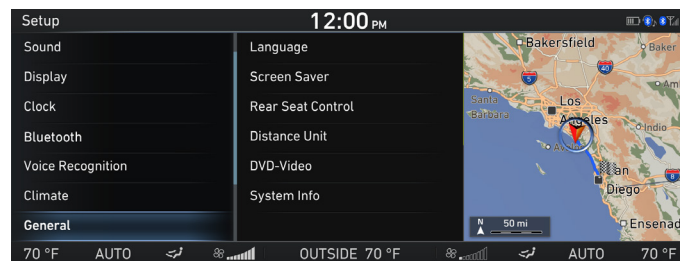 Setup
12:00 PM
Sound
Display
Clock
Bluetooth
Voice Recognition
Climate
General
Language
Screen Saver
Rear Seat Control
Distance Unit
DVD-Video
System Info
Bakersfield
Baker
40
5
Santa
Barbara
Los
Angeles
Indio
8
Diego
N 50 mi
Ensenad
70 °F AUTO OUTSIDE 70 °F AUTO 70 °F